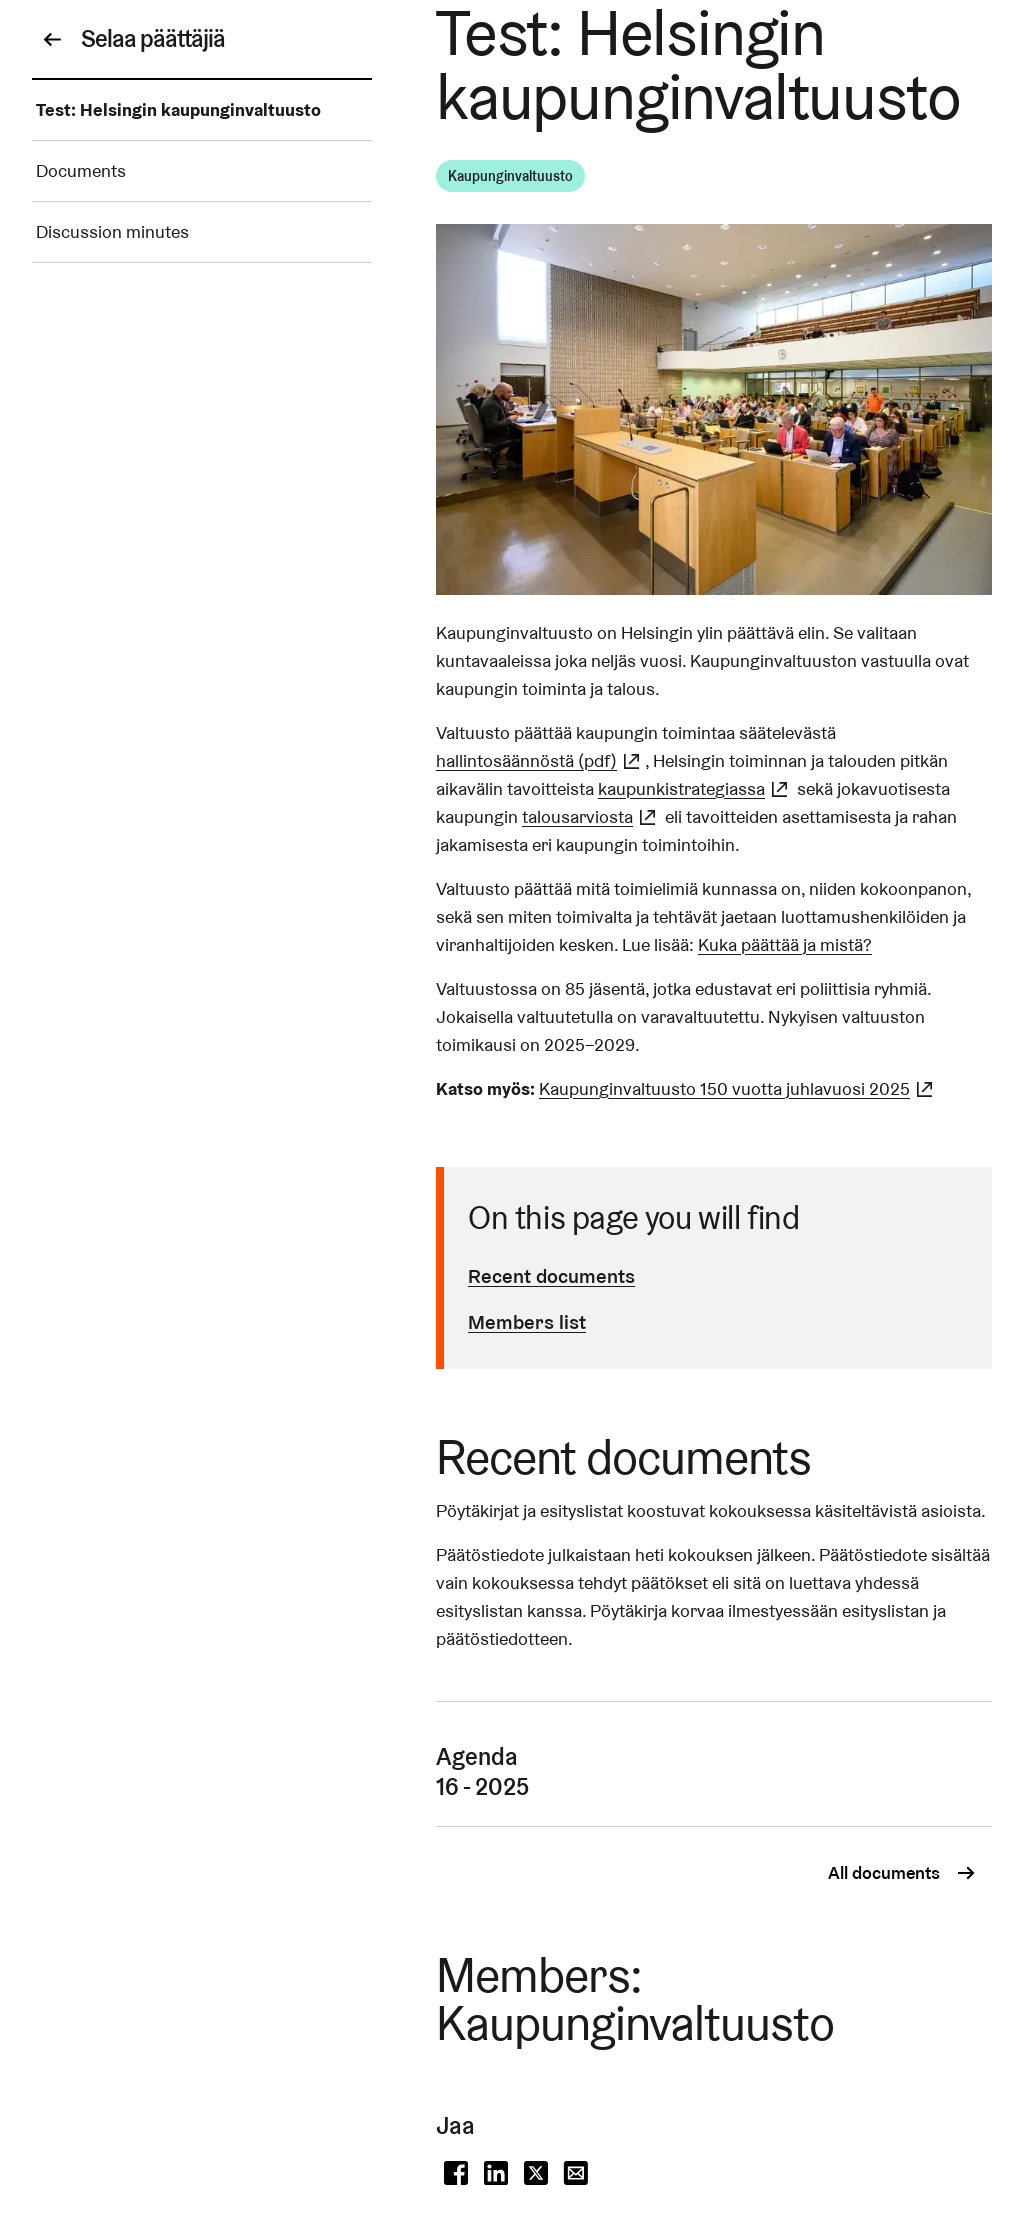 Selaa päättäjiä
Test: Helsingin kaupunginvaltuusto
Documents
Discussion minutes
Test: Helsingin
kaupunginvaltuusto
Kaupunginvaltuusto
Kaupunginvaltuusto on Helsingin ylin päättävä elin. Se valitaan
kuntavaaleissa joka neljäs vuosi. Kaupunginvaltuuston vastuulla ovat
kaupungin toiminta ja talous.
Valtuusto päättää kaupungin toimintaa säätelevästä
hallintosäännöstä (pdf) , Helsingin toiminnan ja talouden pitkän
aikavälin tavoitteista kaupunkistrategiassa sekä jokavuotisesta
kaupungin talousarviosta eli tavoitteiden asettamisesta ja rahan
jakamisesta eri kaupungin toimintoihin.
Valtuusto päättää mitä toimielimiä kunnassa on, niiden kokoonpanon,
sekä sen miten toimivalta ja tehtävät jaetaan luottamushenkilöiden ja
viranhaltijoiden kesken. Lue lisää: Kuka päättää ja mistä?
Valtuustossa on 85 jäsentä, jotka edustavat eri poliittisia ryhmiä.
Jokaisella valtuutetulla on varavaltuutettu. Nykyisen valtuuston
toimikausi on 2025–2029.
Katso myös: Kaupunginvaltuusto 150 vuotta juhlavuosi 2025
On this page you will find
Recent documents
Members list
Recent documents
Pöytäkirjat ja esityslistat koostuvat kokouksessa käsiteltävistä asioista.
Päätöstiedote julkaistaan heti kokouksen jälkeen. Päätöstiedote sisältää
vain kokouksessa tehdyt päätökset eli sitä on luettava yhdessä
esityslistan kanssa. Pöytäkirja korvaa ilmestyessään esityslistan ja
päätöstiedotteen.
Agenda
16 - 2025
All documents
Members:
Kaupunginvaltuusto
Jaa